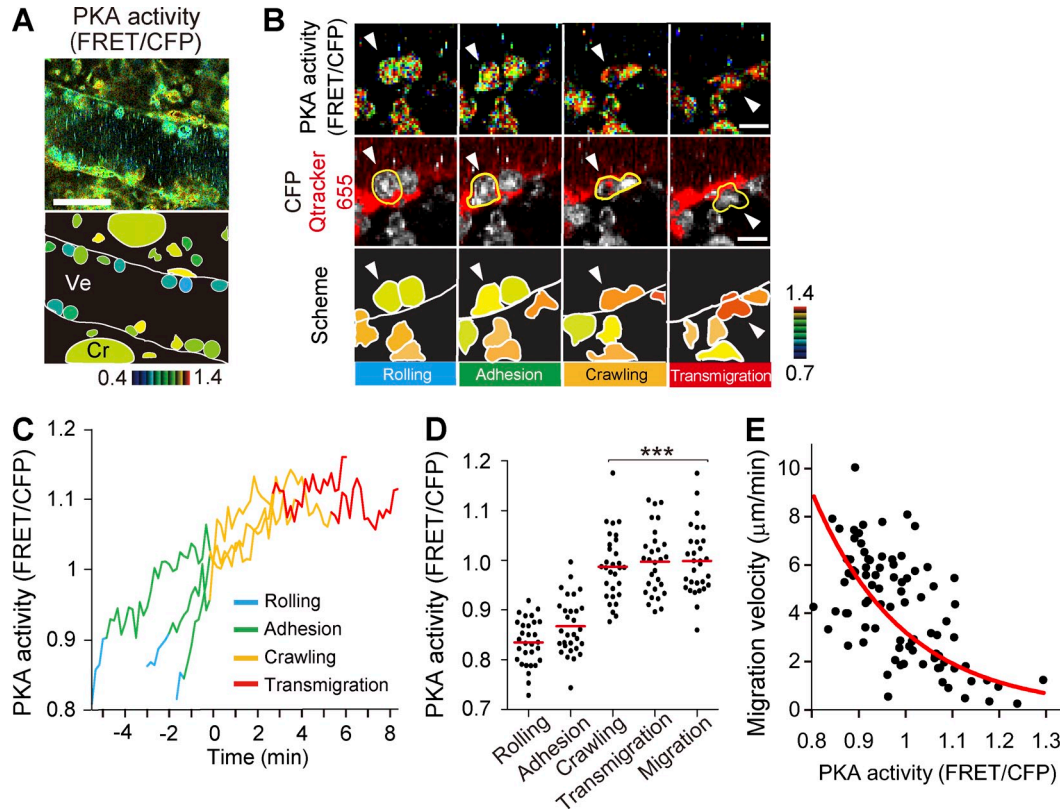 A
PKA activity
(FRET/CFP)
Ve
Cr
0.4
1.4
B
PKA activity
(FRET/CFP)
CFP
Qtracker
655
Scheme
Rolling
Adhesion
Crawling
Transmigration
1.4
0.7
C
PKA activity (FRET/CFP)
1.2
1.1
1.0
0.9
0.8
Rolling
Adhesion
Crawling
Transmigration
-4 -2 0 2 4 6 8
Time (min)
D
PKA activity (FRET/CFP)
***
1.2
1.1
1.0
0.9
0.8
0.7
Rolling
Adhesion
Crawling
Transmigration
Migration
E
Migration velocity (µm/min)
10
8
6
4
2
0
0.8 0.9 1 1.1 1.2 1.3
PKA activity (FRET/CFP)